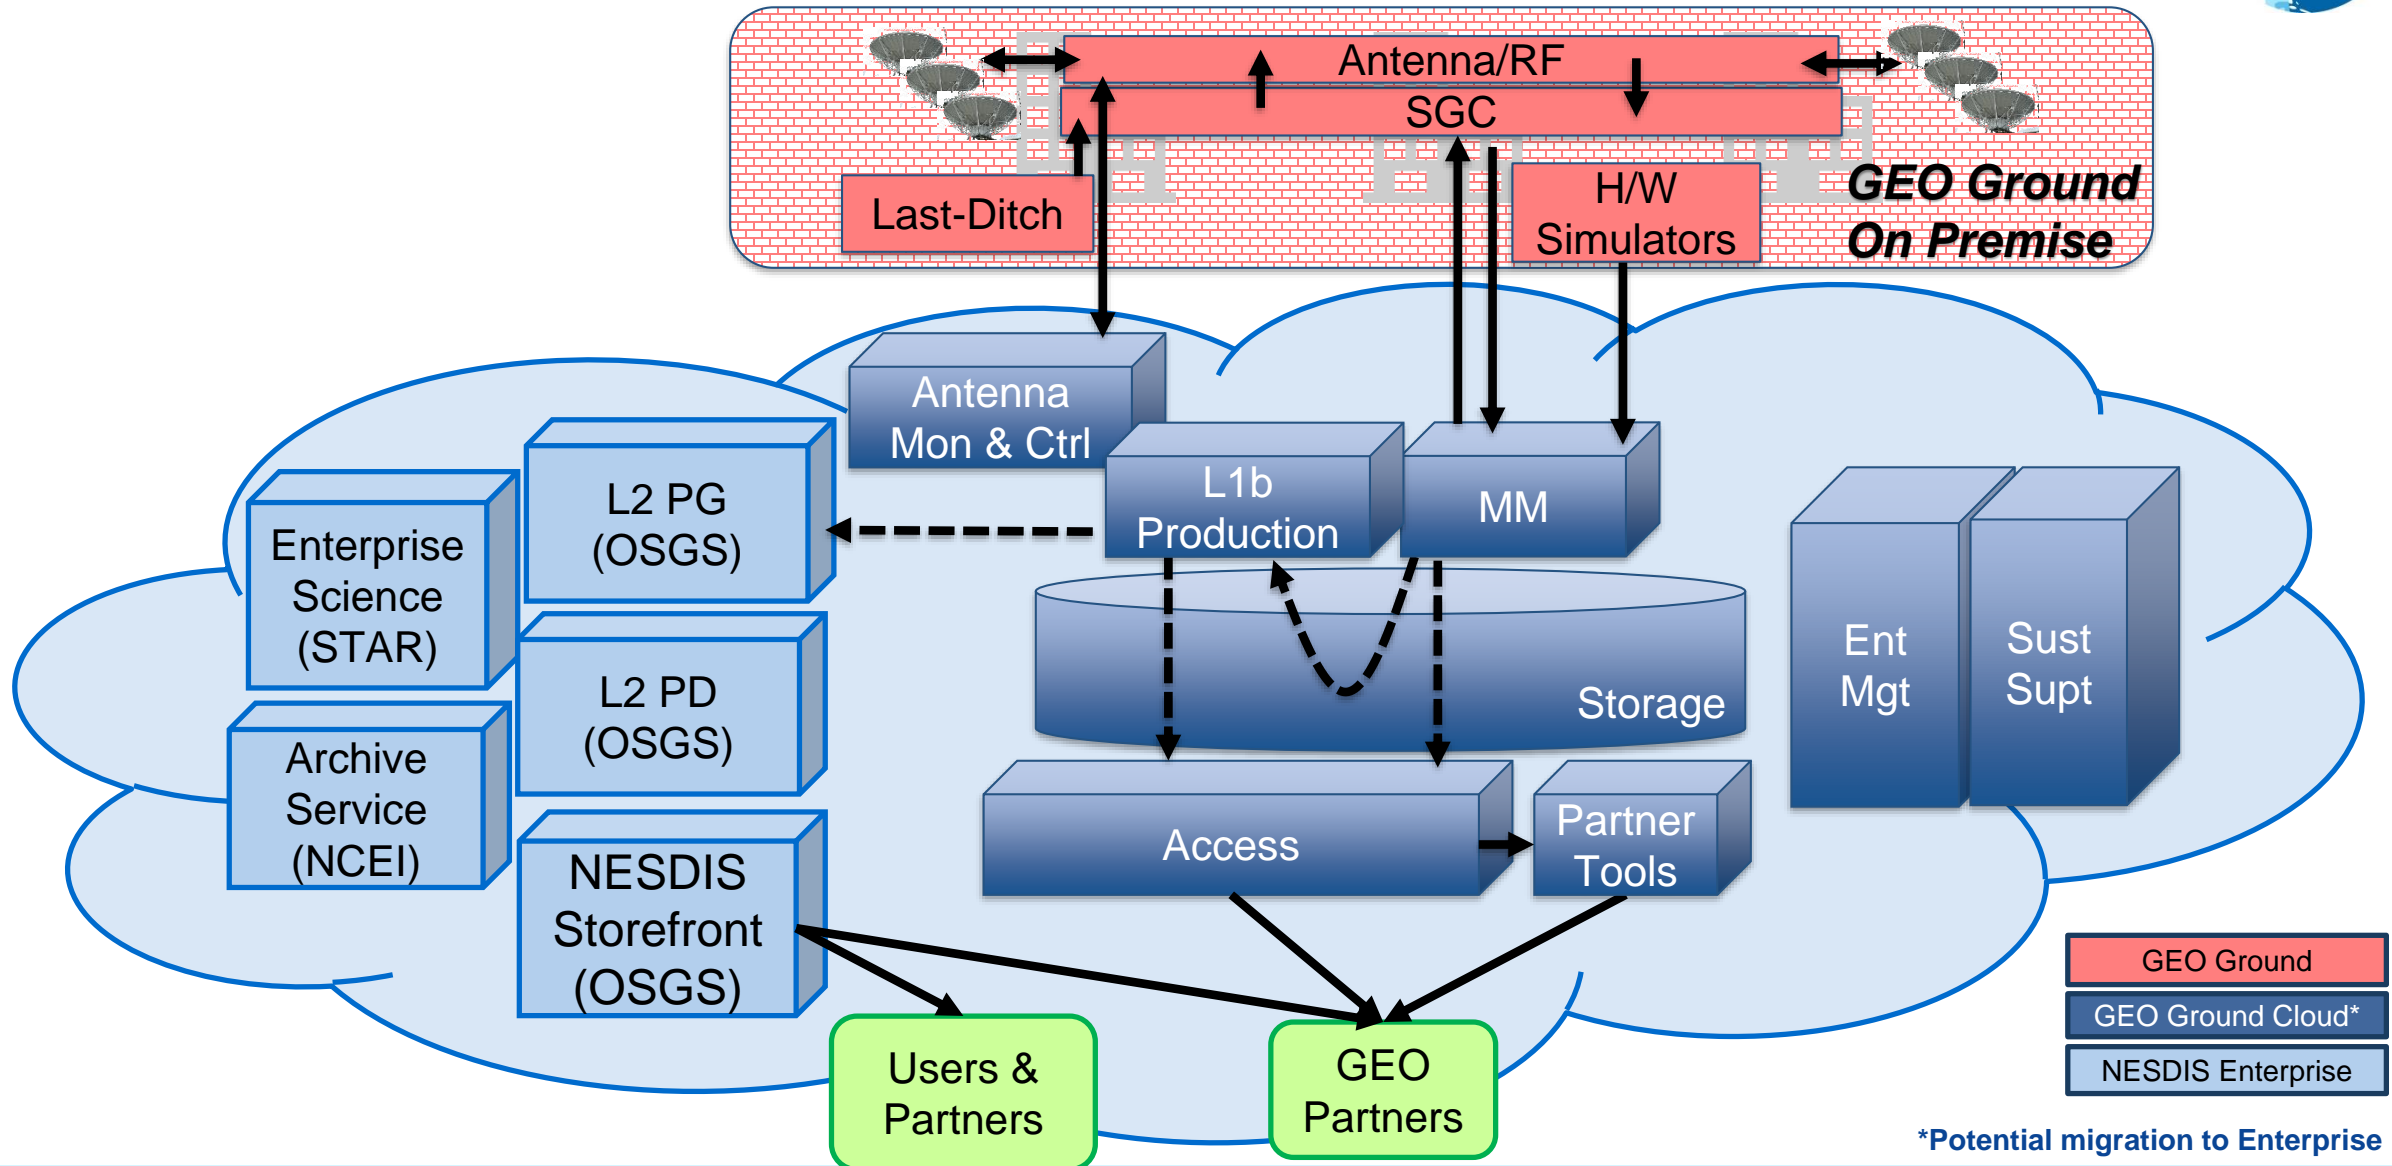 Antenna/RF
SGC
Last-Ditch
H/W
Simulators
GEO Ground
On Premise
Antenna
Mon & Ctrl
L1b
Production
MM
L2 PG
(OSGS)
Enterprise
Science
(STAR)
L2 PD
(OSGS)
Archive
Service
(NCEI)
NESDIS
Storefront
(OSGS)
Storage
Ent
Mgt
Sust
Supt
Access
Partner
Tools
Users &
Partners
GEO
Partners
GEO Ground
GEO Ground Cloud*
NESDIS Enterprise
*Potential migration to Enterprise